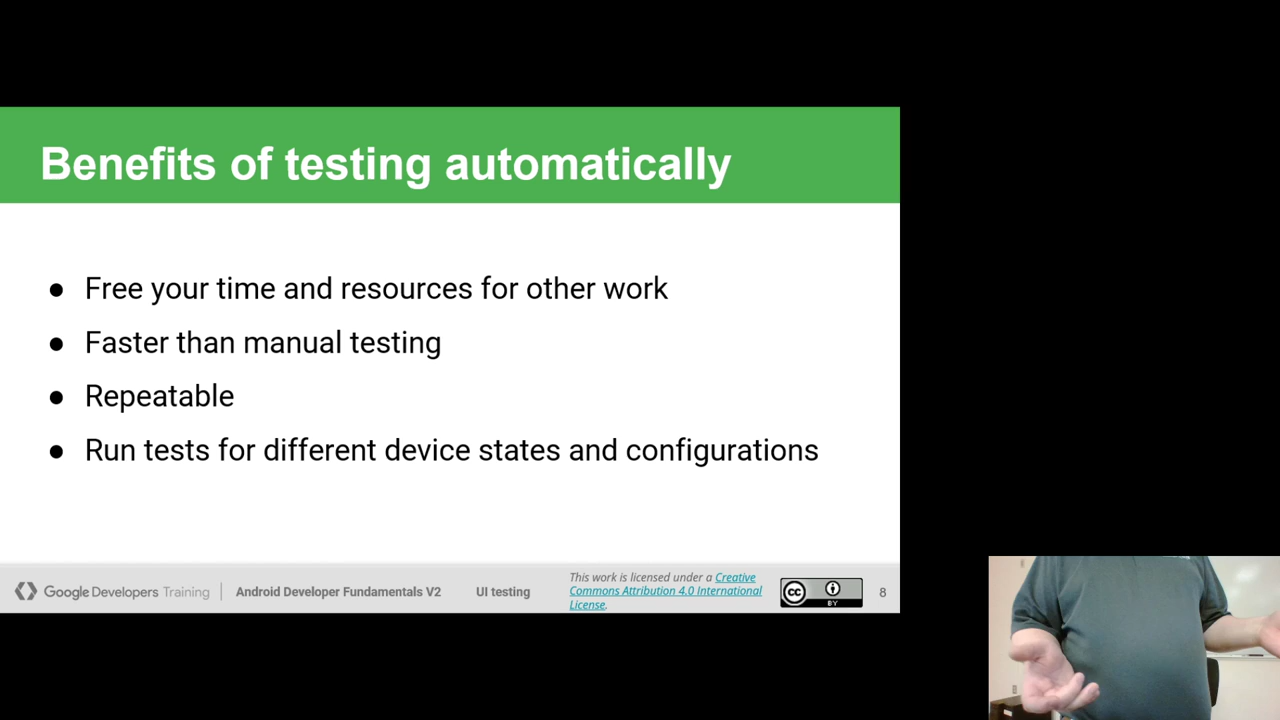 Benefits of testing automatically
● Free your time and resources for other work
● Faster than manual testing
● Repeatable
● Run tests for different device states and configurations
Google Developers Training
Android Developer Fundamentals V2
UI testing
This work is licensed under a Creative
Commons Attribution 4.0 International
License.
cc
BY
8